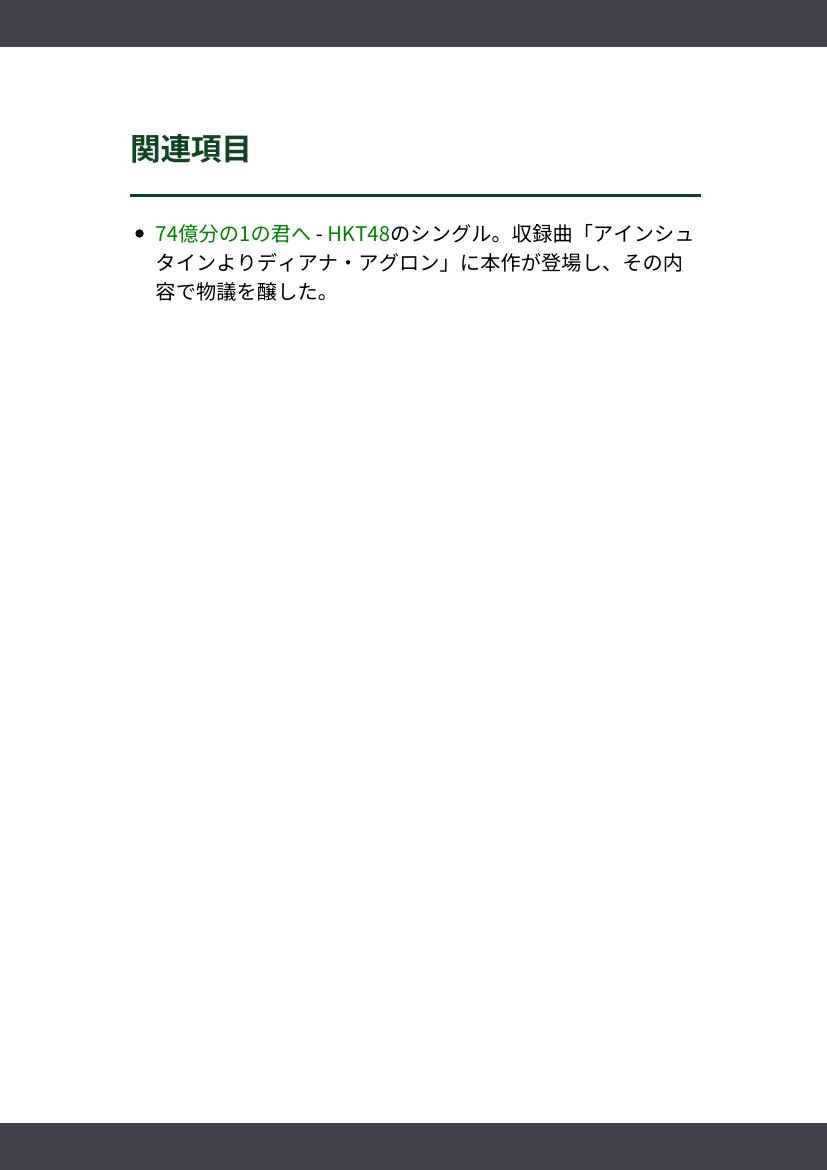 関連項目
• 74億分の1の君へ - HKT48のシングル。収録曲「アインシュ
タインよりディアナ・アグロン」に本作が登場し、その内
容で物議を醸した。